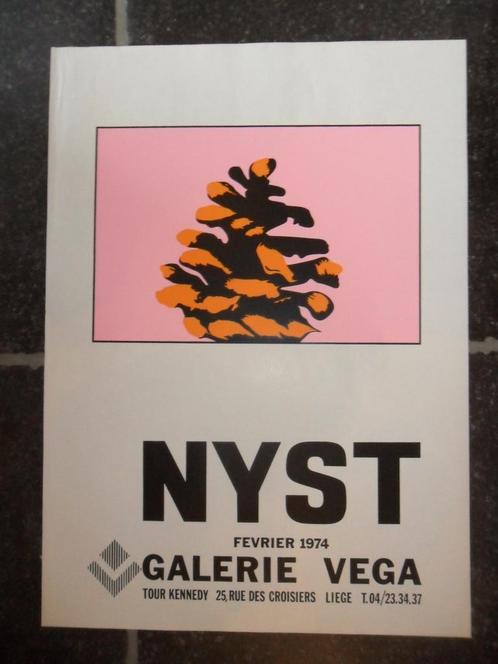 NYST
FEVRIER 1974
GALERIE VEGA
TOUR KENNEDY 25, RUE DES CROISIERS LIEGE T.04/23.34.37